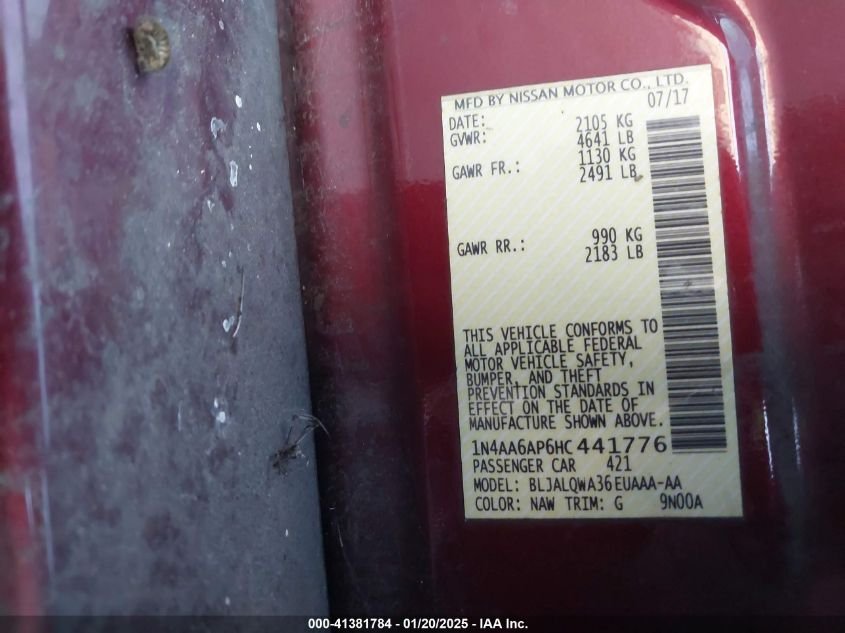 MFD BY NISSAN MOTOR CO., LTD.
DATE: 07/17
GVWR: 2105 KG
4641 LB
GAWR FR.: 1130 KG
2491 LB
GAWR RR.: 990 KG
2183 LB
THIS VEHICLE CONFORMS TO
ALL APPLICABLE FEDERAL
MOTOR VEHICLE SAFETY,
BUMPER, AND THEFT
PREVENTION STANDARDS IN
EFFECT ON THE DATE OF
MANUFACTURE SHOWN ABOVE.
1N4AA6AP6HC441776
PASSENGER CAR 421
MODEL: BLJALQWA36EUAAA-AA
COLOR: NAW TRIM: G 9N00A
000-41381784 - 01/20/2025 - IAA Inc.